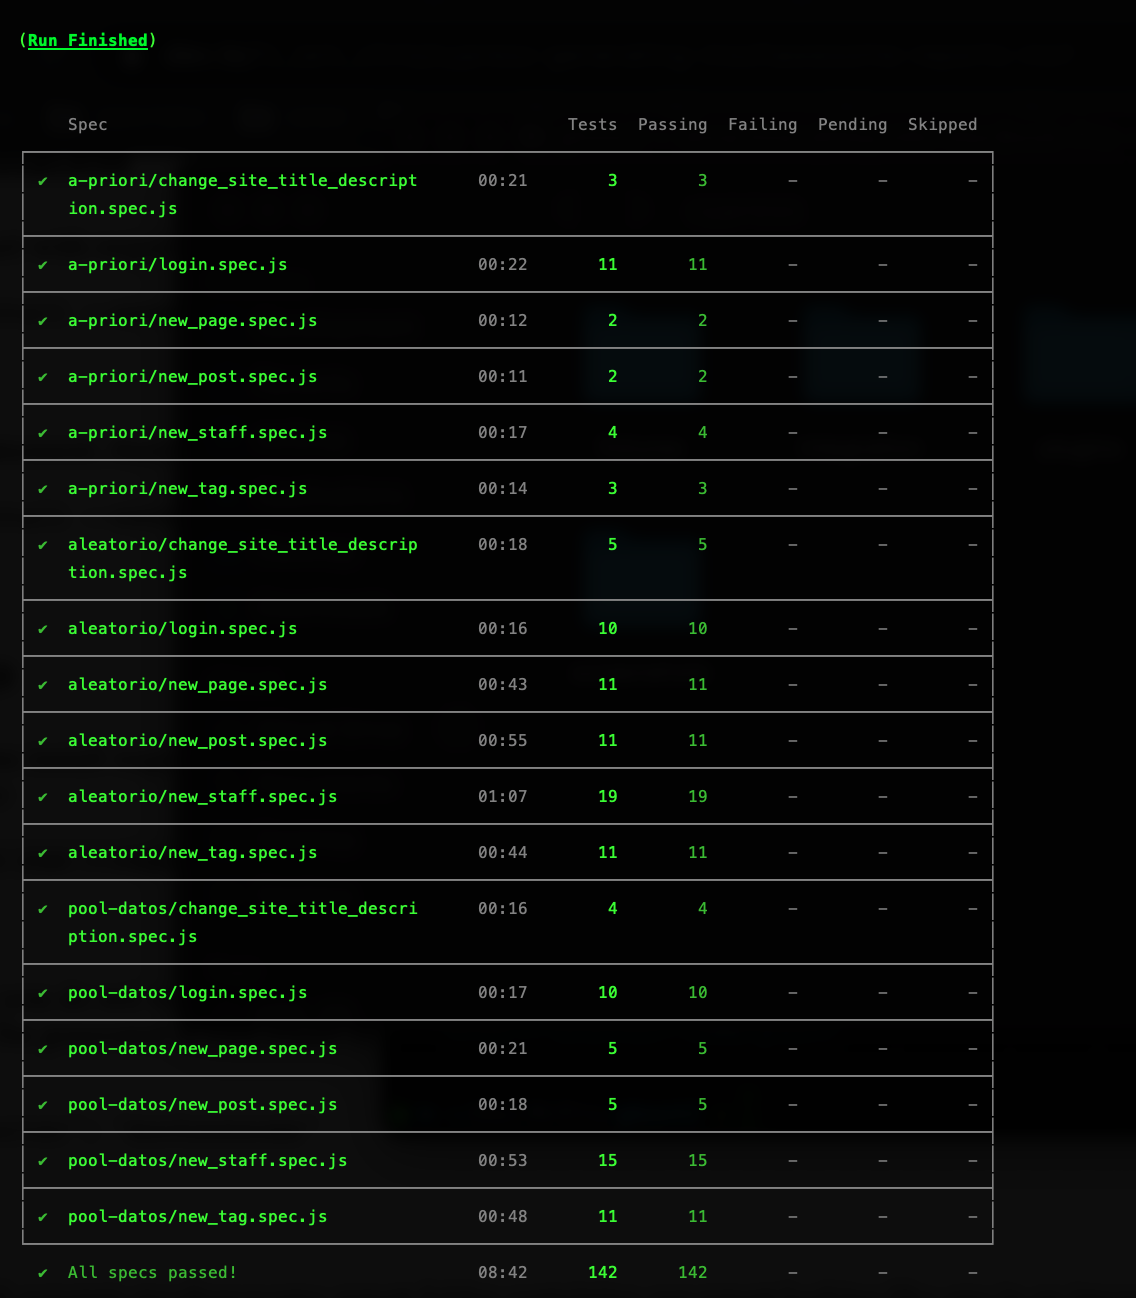 (Run Finished)
Spec Tests Passing Failing Pending Skipped
✔ a-priori/change_site_title_descript 00:21 3 3 – – –
ion.spec.js
✔ a-priori/login.spec.js 00:22 11 11 – – –
✔ a-priori/new_page.spec.js 00:12 2 2 – – –
✔ a-priori/new_post.spec.js 00:11 2 2 – – –
✔ a-priori/new_staff.spec.js 00:17 4 4 – – –
✔ a-priori/new_tag.spec.js 00:14 3 3 – – –
✔ aleatorio/change_site_title_descrip 00:18 5 5 – – –
tion.spec.js
✔ aleatorio/login.spec.js 00:16 10 10 – – –
✔ aleatorio/new_page.spec.js 00:43 11 11 – – –
✔ aleatorio/new_post.spec.js 00:55 11 11 – – –
✔ aleatorio/new_staff.spec.js 01:07 19 19 – – –
✔ aleatorio/new_tag.spec.js 00:44 11 11 – – –
✔ pool-datos/change_site_title_descri 00:16 4 4 – – –
ption.spec.js
✔ pool-datos/login.spec.js 00:17 10 10 – – –
✔ pool-datos/new_page.spec.js 00:21 5 5 – – –
✔ pool-datos/new_post.spec.js 00:18 5 5 – – –
✔ pool-datos/new_staff.spec.js 00:53 15 15 – – –
✔ pool-datos/new_tag.spec.js 00:48 11 11 – – –
✔ All specs passed! 08:42 142 142 – – –